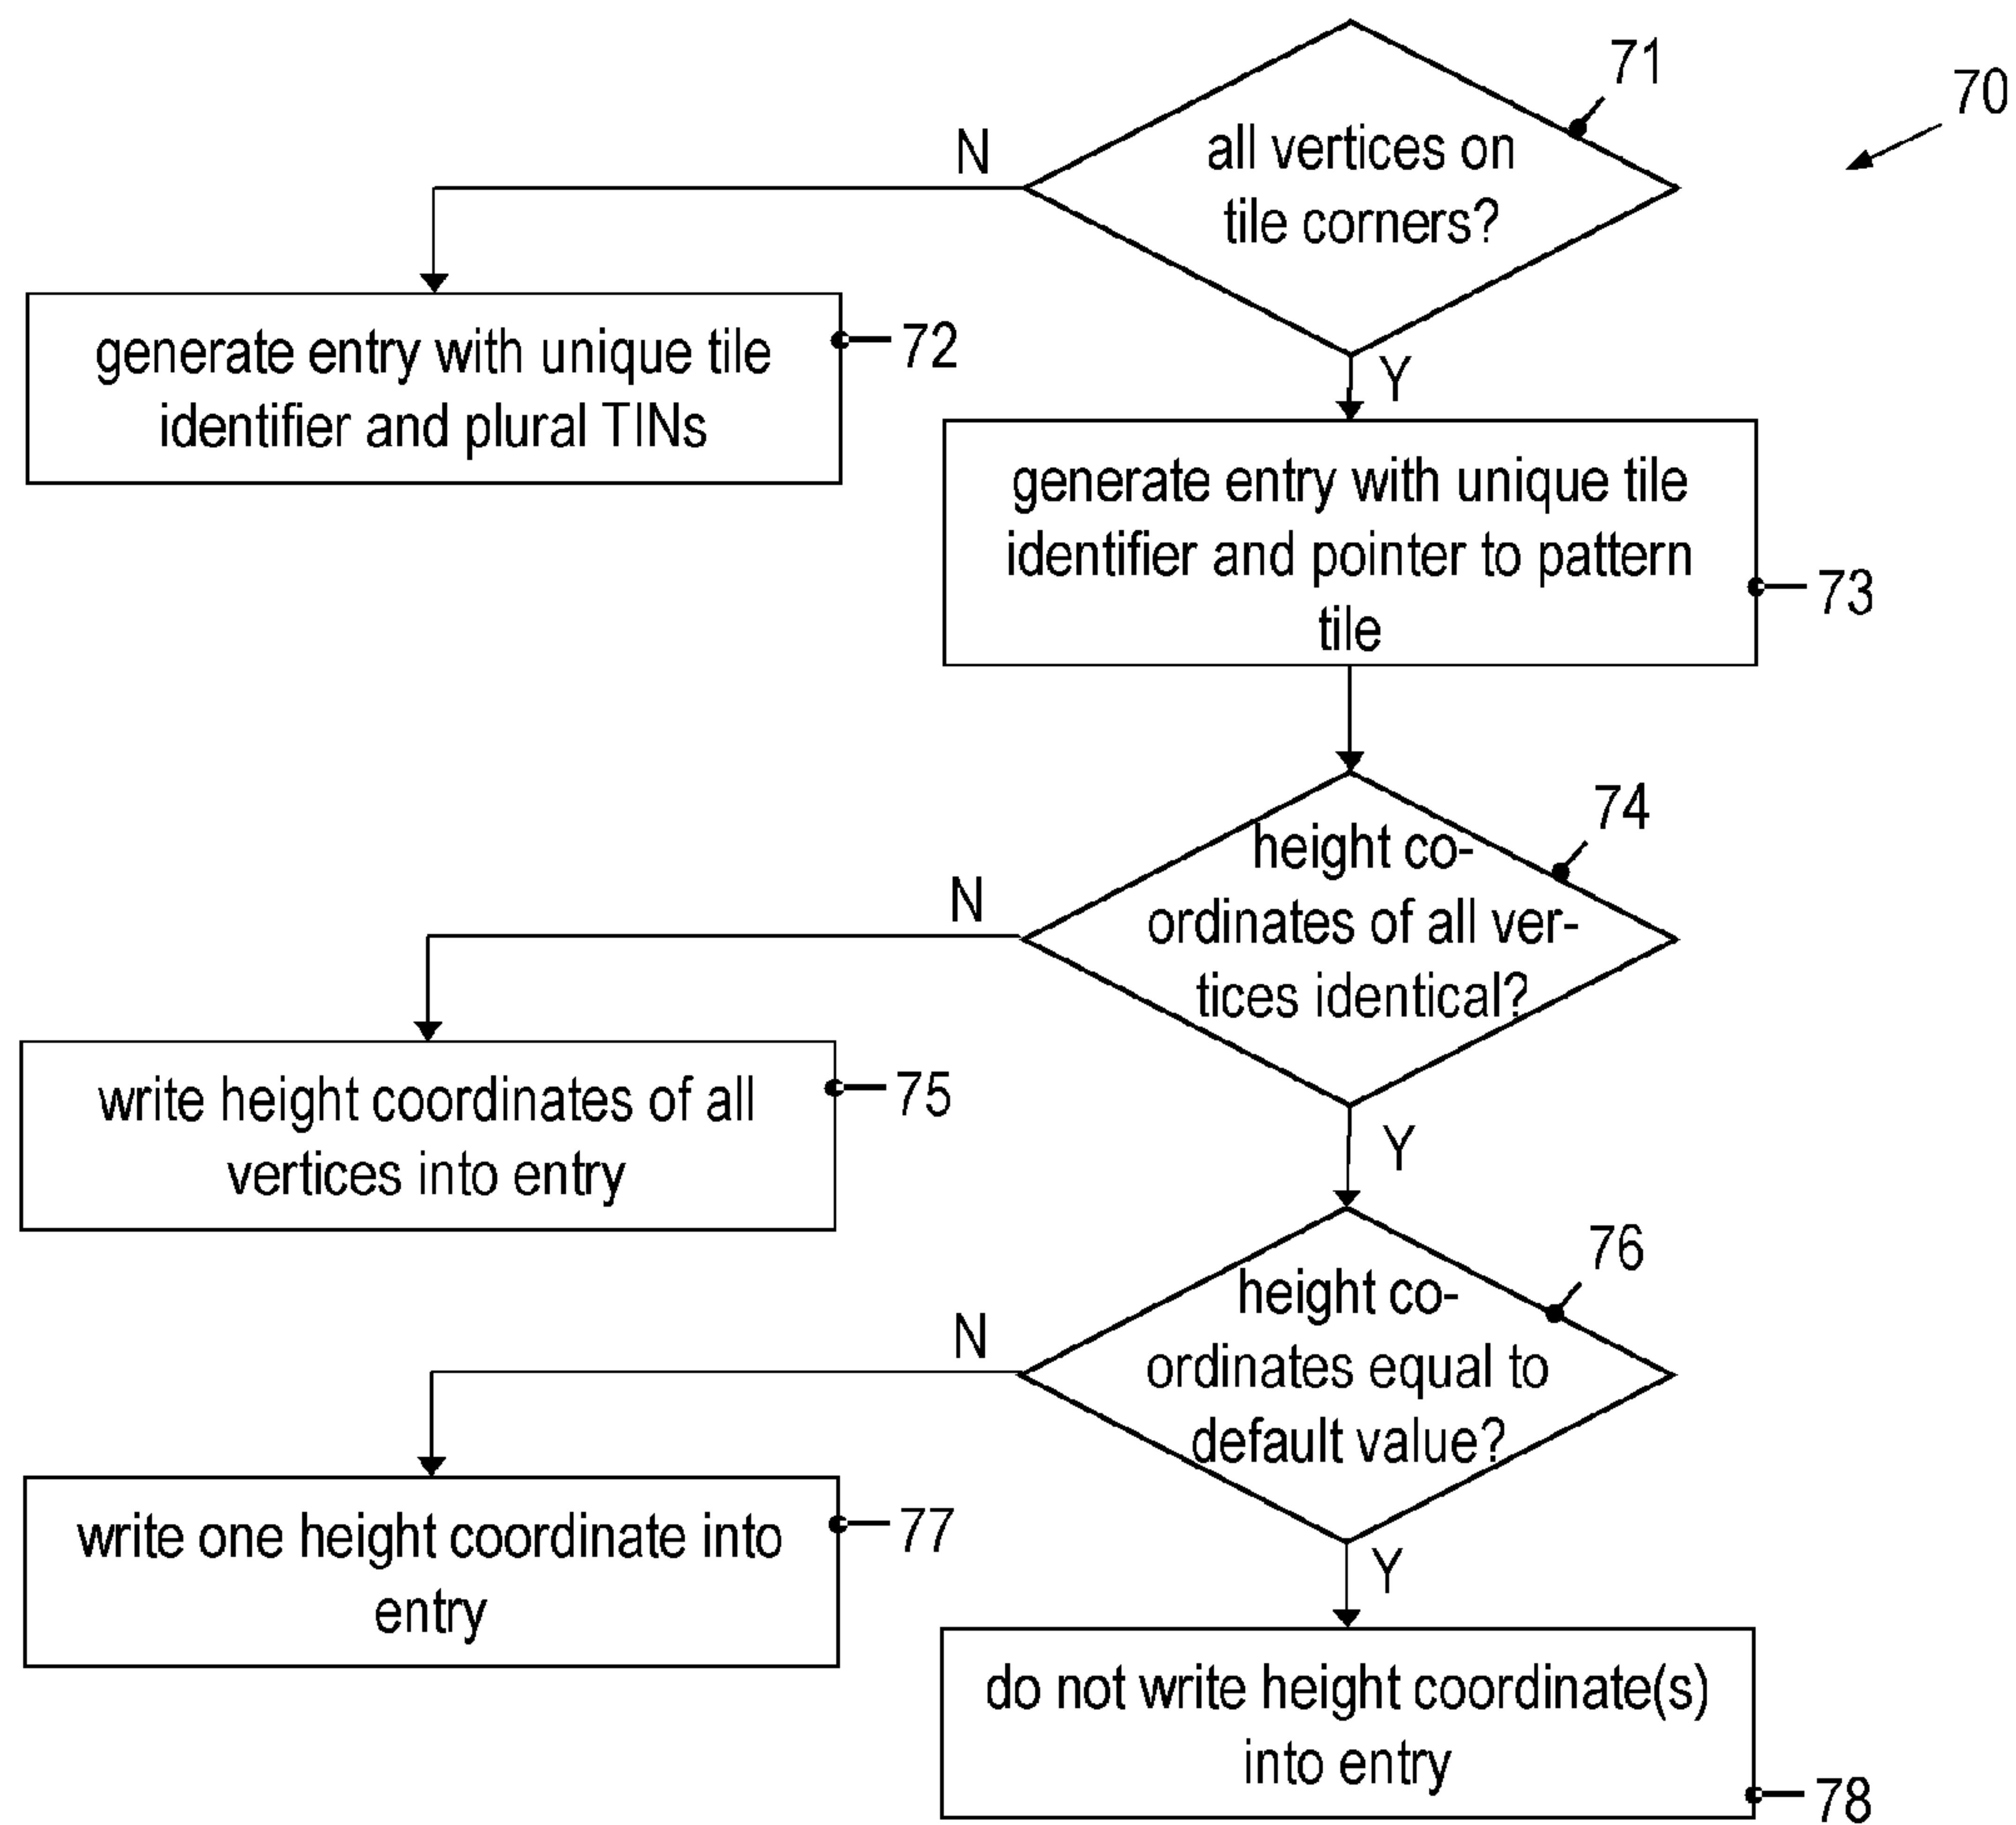 71
70
all vertices on
tile corners?
N
Y
generate entry with unique tile
identifier and plural TINs
72
generate entry with unique tile
identifier and pointer to pattern
tile
73
74
height co-
ordinates of all ver-
tices identical?
N
Y
write height coordinates of all
vertices into entry
75
76
height co-
ordinates equal to
default value?
N
Y
write one height coordinate into
entry
77
do not write height coordinate(s)
into entry
78